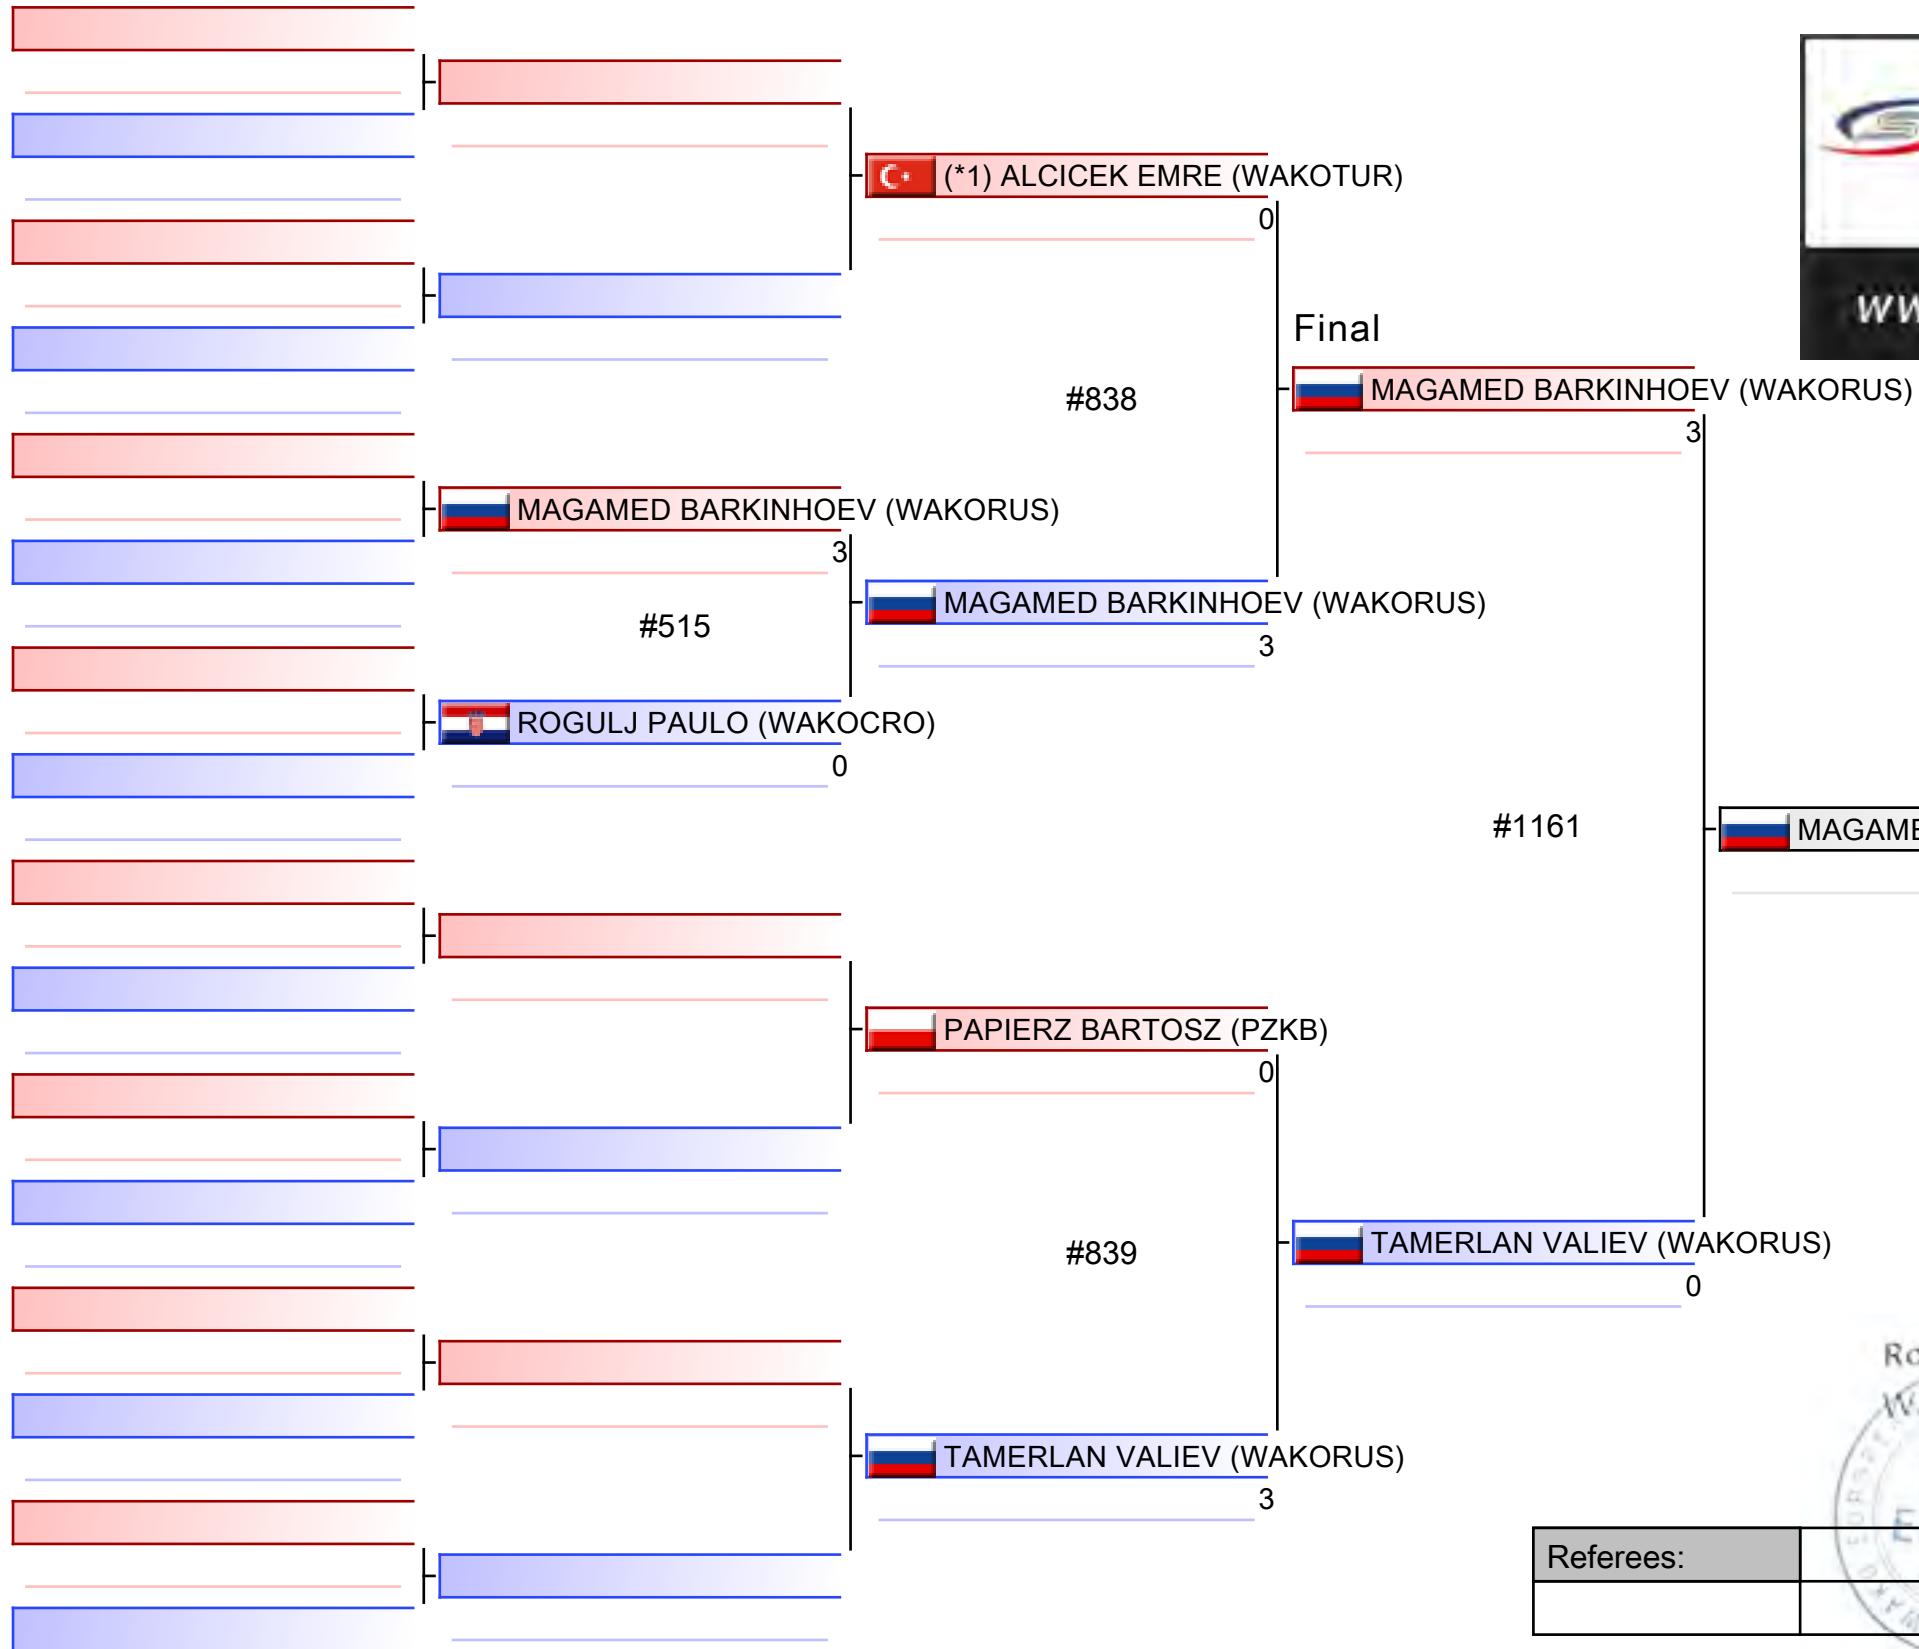 (*1) ALCICEK EMRE (WAKOTUR)
0
Final
#838
MAGAMED BARKINHOEV (WAKORUS)
3
MAGAMED BARKINHOEV (WAKORUS)
3
#515
MAGAMED BARKINHOEV (WAKORUS)
3
ROGULJ PAULO (WAKOCRO)
0
#1161
PAPIERZ BARTOSZ (PZKB)
0
#839
TAMERLAN VALIEV (WAKORUS)
0
TAMERLAN VALIEV (WAKORUS)
3
Referees: